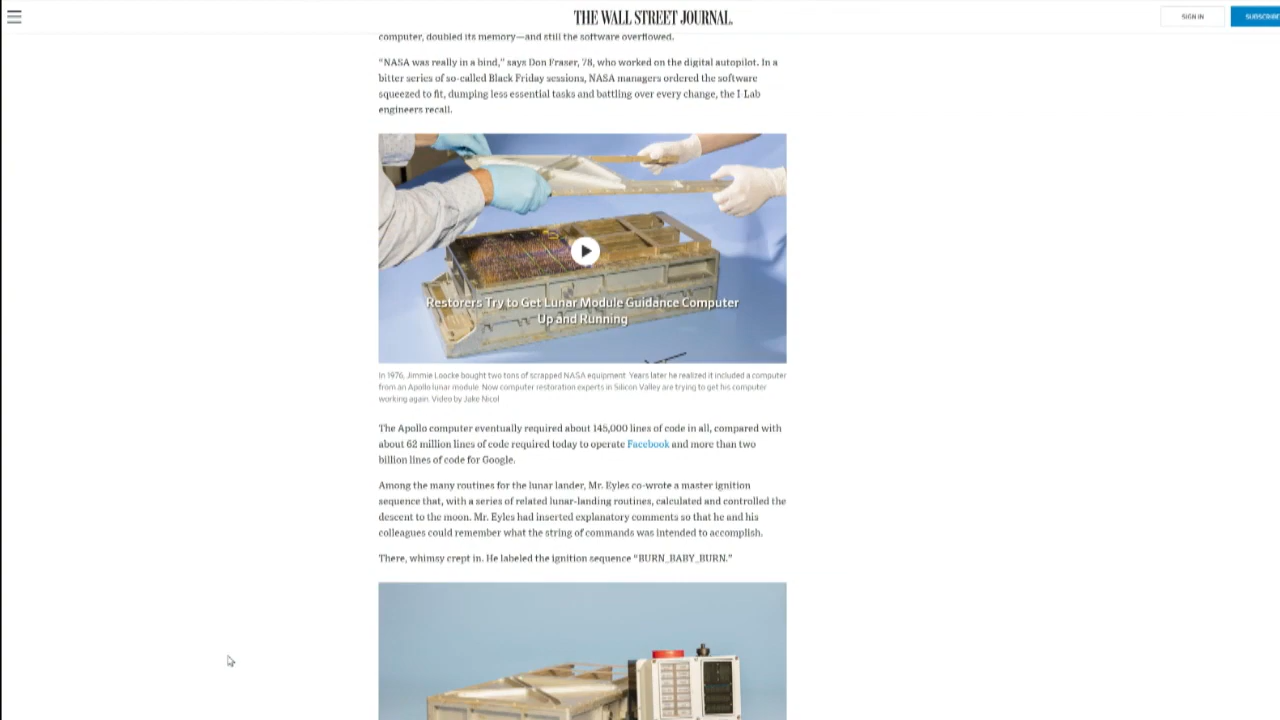 THE WALL STREET JOURNAL.
SIGN IN
SUBSCRIBE
computer, doubled its memory—and still the software overflowed.
“NASA was really in a bind,” says Don Fraser, 78, who worked on the digital autopilot. In a
bitter series of so-called Black Friday sessions, NASA managers ordered the software
squeezed to fit, dumping less essential tasks and battling over every change, the I-Lab
engineers recall.
Restorers Try to Get Lunar Module Guidance Computer
Up and Running
In 1976, Jimmie Loocke bought two tons of scrapped NASA equipment. Years later he realized it included a computer
from an Apollo lunar module. Now computer restoration experts in Silicon Valley are trying to get his computer
working again. Video by Jake Nicol
The Apollo computer eventually required about 145,000 lines of code in all, compared with
about 62 million lines of code required today to operate Facebook and more than two
billion lines of code for Google.
Among the many routines for the lunar lander, Mr. Eyles co-wrote a master ignition
sequence that, with a series of related lunar-landing routines, calculated and controlled the
descent to the moon. Mr. Eyles had inserted explanatory comments so that he and his
colleagues could remember what the string of commands was intended to accomplish.
There, whimsy crept in. He labeled the ignition sequence “BURN_BABY_BURN.”